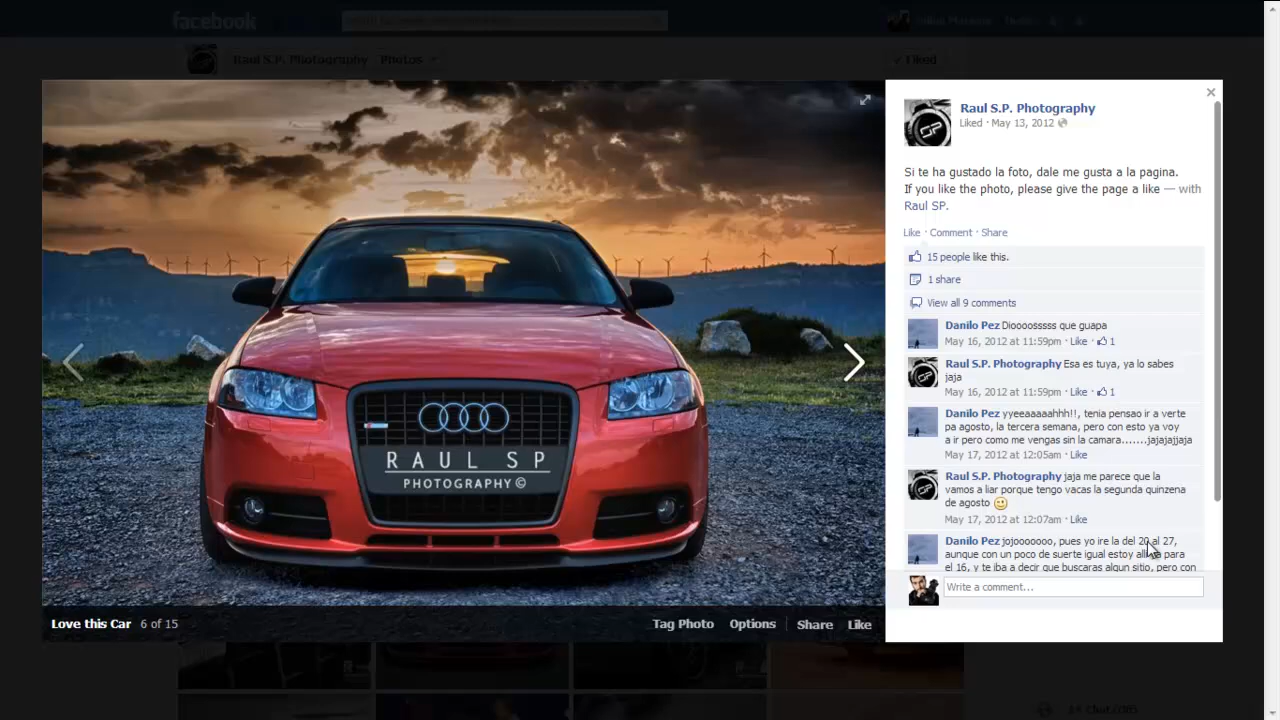 facebook
Raul S.P. Photography Photos
Liked
Raul S.P. Photography
Liked · May 13, 2012
Si te ha gustado la foto, dale me gusta a la pagina.
If you like the photo, please give the page a like — with
Raul SP.
Like · Comment · Share
15 people like this.
1 share
View all 9 comments
Danilo Pez Dioooosssss que guapa
May 16, 2012 at 11:59pm · Like · 1
Raul S.P. Photography Esa es tuya, ya lo sabes
jaja
May 16, 2012 at 11:59pm · Like · 1
Danilo Pez yyeeaaaaahhh!!, tenia pensao ir a verte
pa agosto, la tercera semana, pero con esto ya voy
a ir pero como me vengas sin la camara.......jajajajjaja
May 17, 2012 at 12:05am · Like
Raul S.P. Photography jaja me parece que la
vamos a liar porque tengo vacas la segunda quinzena
de agosto
May 17, 2012 at 12:07am · Like
Danilo Pez jojooooooo, pues yo ire la del 20 al 27,
aunque con un poco de suerte igual estoy alli para
el 16, y te iba a decir que buscaras algun sitio, pero con
Write a comment...
RAUL SP
PHOTOGRAPHY©
Love this Car 6 of 15
Tag Photo Options Share Like